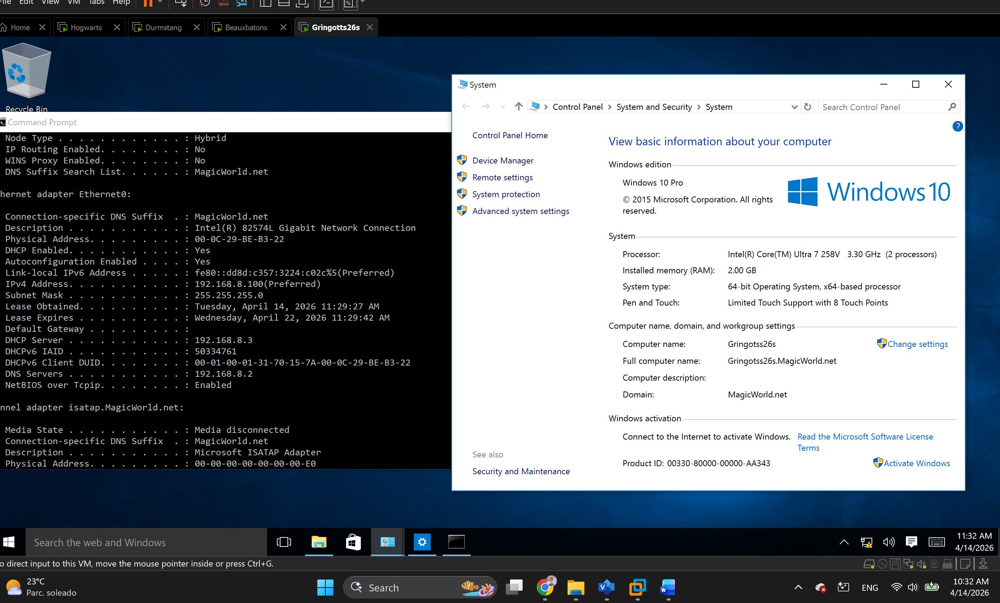 File Edit View VM Tabs Help
Home
Hogwarts
Durmstang
Beauxbatons
Gringotts26s
Recycle Bin
Command Prompt
Node Type . . . . . . . . . . . . : Hybrid
IP Routing Enabled. . . . . . . . : No
WINS Proxy Enabled. . . . . . . . : No
DNS Suffix Search List. . . . . . : MagicWorld.net
hernet adapter Ethernet0:
Connection-specific DNS Suffix  . : MagicWorld.net
Description . . . . . . . . . . . : Intel(R) 82574L Gigabit Network Connection
Physical Address. . . . . . . . . : 00-0C-29-BE-B3-22
DHCP Enabled. . . . . . . . . . . : Yes
Autoconfiguration Enabled . . . . : Yes
Link-local IPv6 Address . . . . . : fe80::dd8d:c357:3224:c02c%5(Preferred)
IPv4 Address. . . . . . . . . . . : 192.168.8.100(Preferred)
Subnet Mask . . . . . . . . . . . : 255.255.255.0
Lease Obtained. . . . . . . . . . : Tuesday, April 14, 2026 11:29:27 AM
Lease Expires . . . . . . . . . . : Wednesday, April 22, 2026 11:29:42 AM
Default Gateway . . . . . . . . . :
DHCP Server . . . . . . . . . . . : 192.168.8.3
DHCPv6 IAID . . . . . . . . . . . : 50334761
DHCPv6 Client DUID. . . . . . . . : 00-01-00-01-31-70-15-7A-00-0C-29-BE-B3-22
DNS Servers . . . . . . . . . . . : 192.168.8.2
NetBIOS over Tcpip. . . . . . . . : Enabled
nnel adapter isatap.MagicWorld.net:
Media State . . . . . . . . . . . : Media disconnected
Connection-specific DNS Suffix  . : MagicWorld.net
Description . . . . . . . . . . . : Microsoft ISATAP Adapter
Physical Address. . . . . . . . . : 00-00-00-00-00-00-00-E0
System
Control Panel > System and Security > System
Search Control Panel
Control Panel Home
Device Manager
Remote settings
System protection
Advanced system settings
See also
Security and Maintenance
View basic information about your computer
Windows edition
Windows 10 Pro
© 2015 Microsoft Corporation. All rights
reserved.
Windows 10
System
Processor: Intel(R) Core(TM) Ultra 7 258V 3.30 GHz (2 processors)
Installed memory (RAM): 2.00 GB
System type: 64-bit Operating System, x64-based processor
Pen and Touch: Limited Touch Support with 8 Touch Points
Computer name, domain, and workgroup settings
Computer name: Gringotss26s
Change settings
Full computer name: Gringotss26s.MagicWorld.net
Computer description:
Domain: MagicWorld.net
Windows activation
Connect to the Internet to activate Windows. Read the Microsoft Software License
Terms
Product ID: 00330-80000-00000-AA343
Activate Windows
Search the web and Windows
11:32 AM
4/14/2026
o direct input to this VM, move the mouse pointer inside or press Ctrl+G.
23°C
Parc. soleado
Search
ENG
10:32 AM
4/14/2026